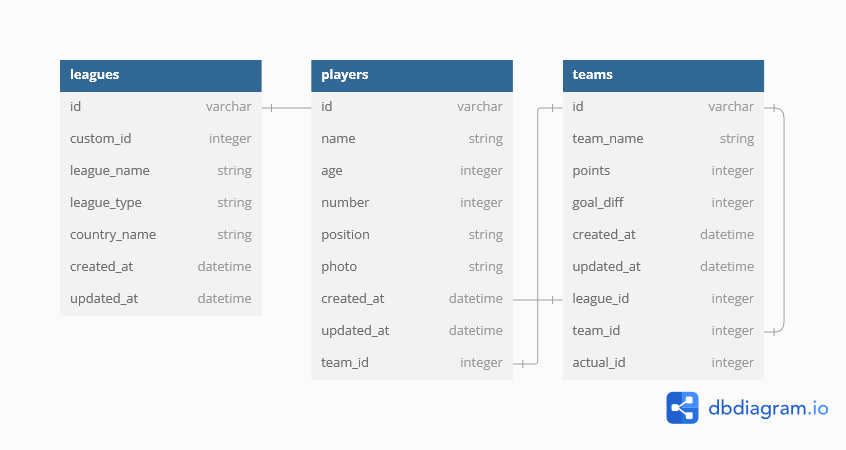 leagues
id varchar
custom_id integer
league_name string
league_type string
country_name string
created_at datetime
updated_at datetime
players
id varchar
name string
age integer
number integer
position string
photo string
created_at datetime
updated_at datetime
team_id integer
teams
id varchar
team_name string
points integer
goal_diff integer
created_at datetime
updated_at datetime
league_id integer
team_id integer
actual_id integer
dbdiagram.io